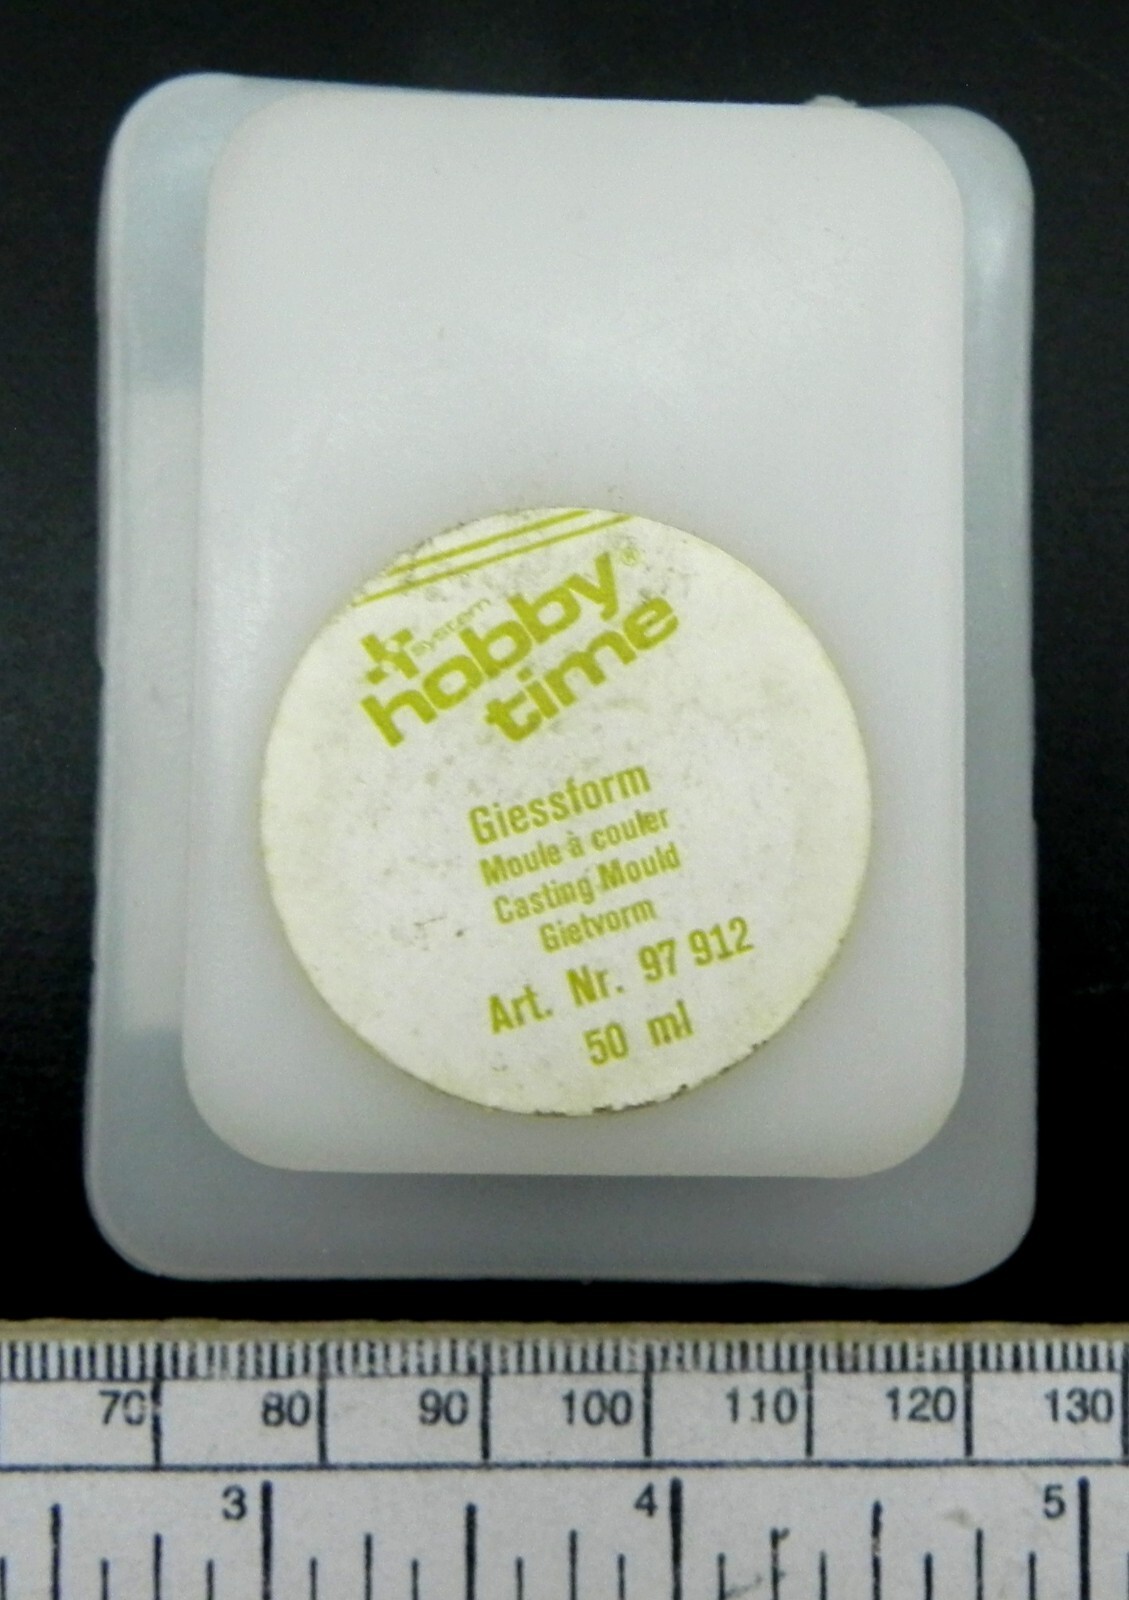 system
hobby®
time
Giessform
Moule à couler
Casting Mould
Gietvorm
Art. Nr. 97 912
50 ml
70 80 90 100 110 120 130
3 4 5